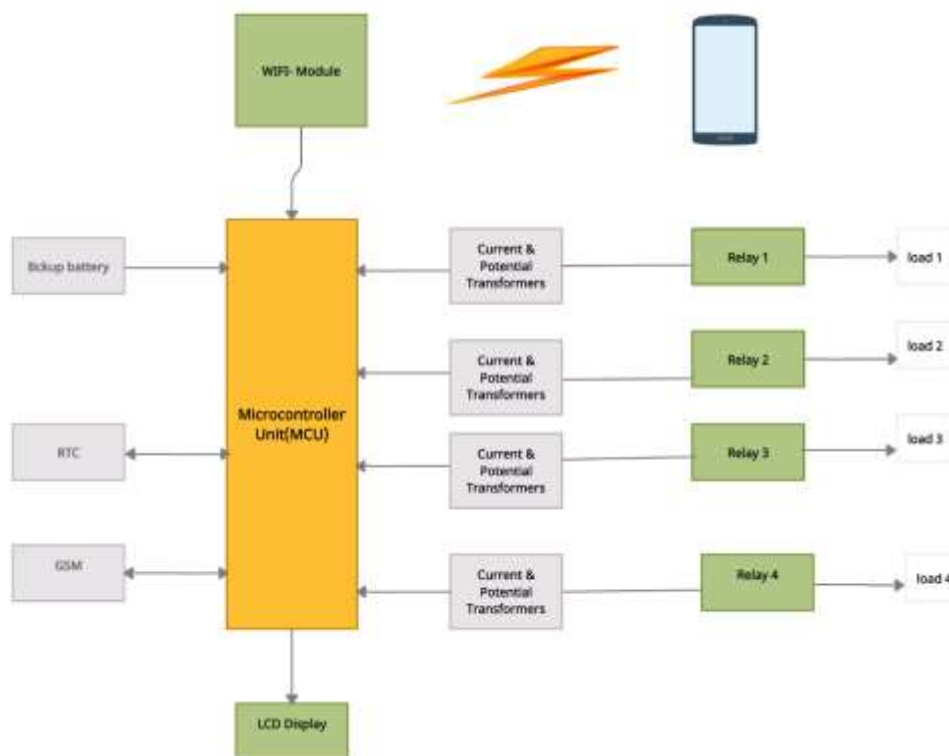 WIFI- Module
Bckup battery
Current &
Potential
Transformers
Relay 1
load 1
Current &
Potential
Transformers
Relay 2
load 2
Microcontroller
Unit(MCU)
RTC
Current &
Potential
Transformers
Relay 3
load 3
GSM
Current &
Potential
Transformers
Relay 4
load 4
LCD Display